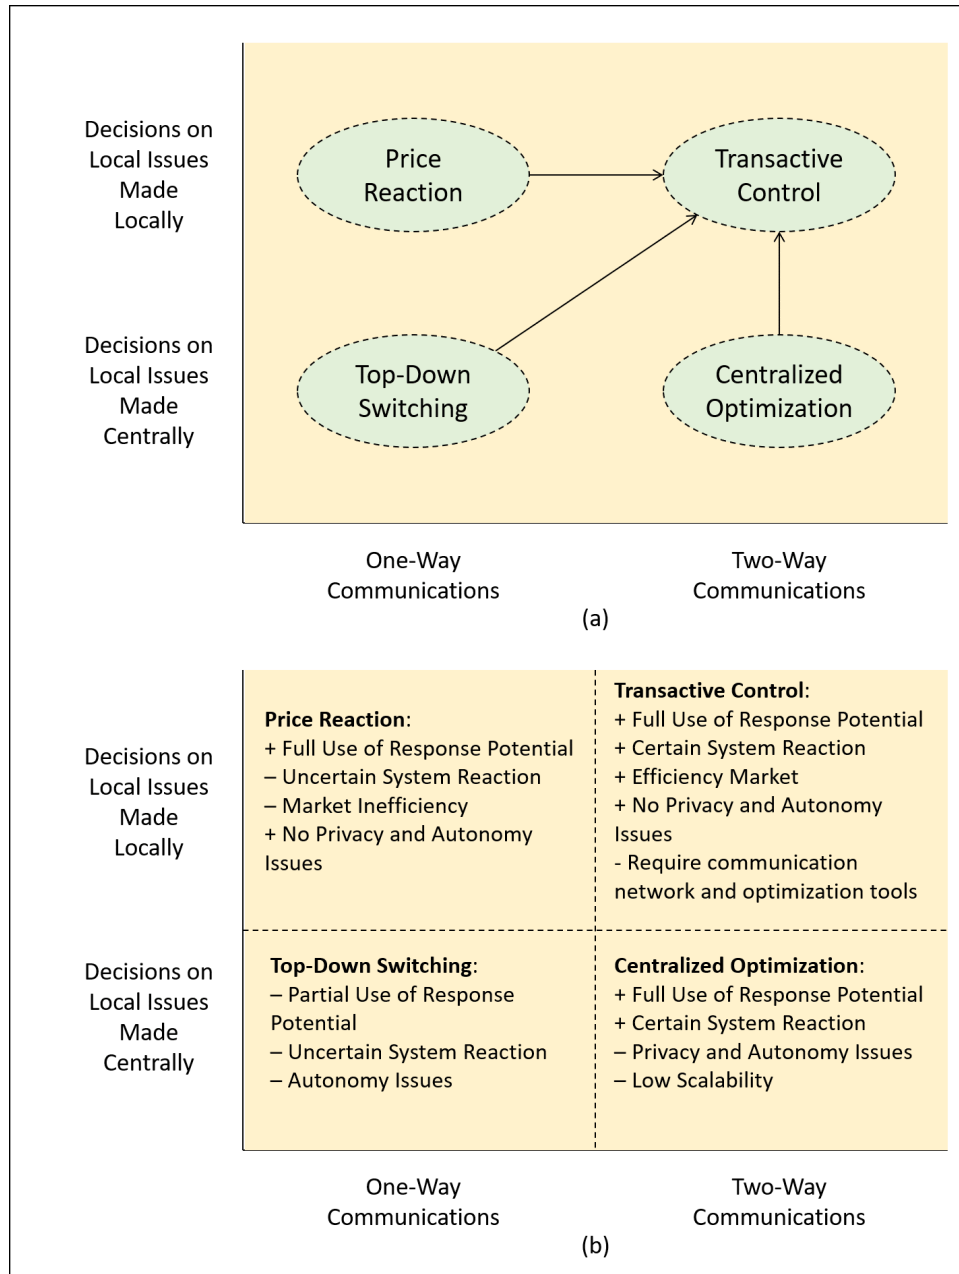 Decisions on
Local Issues
Made
Locally
Price
Reaction
Transactive
Control
Decisions on
Local Issues
Made
Centrally
Top-Down
Switching
Centralized
Optimization
One-Way
Communications
Two-Way
Communications
(a)
Decisions on
Local Issues
Made
Locally
Price Reaction:
+ Full Use of Response Potential
– Uncertain System Reaction
– Market Inefficiency
+ No Privacy and Autonomy
Issues
Transactive Control:
+ Full Use of Response Potential
+ Certain System Reaction
+ Efficiency Market
+ No Privacy and Autonomy
Issues
- Require communication
network and optimization tools
Decisions on
Local Issues
Made
Centrally
Top-Down Switching:
– Partial Use of Response
Potential
– Uncertain System Reaction
– Autonomy Issues
Centralized Optimization:
+ Full Use of Response Potential
+ Certain System Reaction
– Privacy and Autonomy Issues
– Low Scalability
One-Way
Communications
Two-Way
Communications
(b)